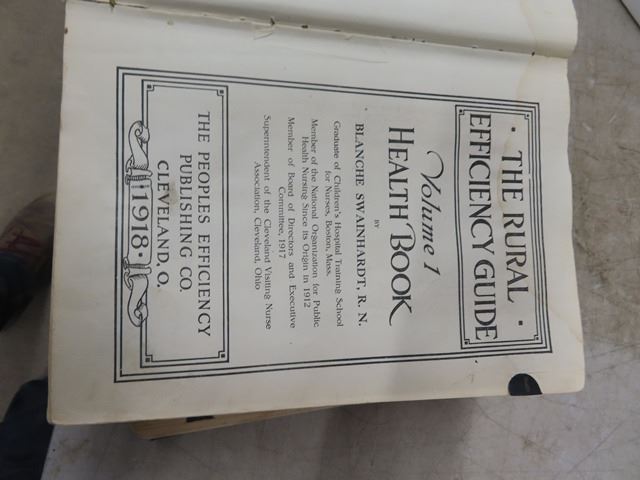 · THE RURAL ·
EFFICIENCY GUIDE
Volume 1
HEALTH BOOK
BY
BLANCHE SWAINHARDT, R. N.
Graduate of Children's Hospital Training School
for Nurses, Boston, Mass.
Member of the National Organization for Public
Health Nursing Since its Origin in 1912
Member of Board of Directors and Executive
Committee, 1917
Superintendent of the Cleveland Visiting Nurse
Association, Cleveland, Ohio
THE PEOPLES EFFICIENCY
PUBLISHING CO.
CLEVELAND, O.
·1918·